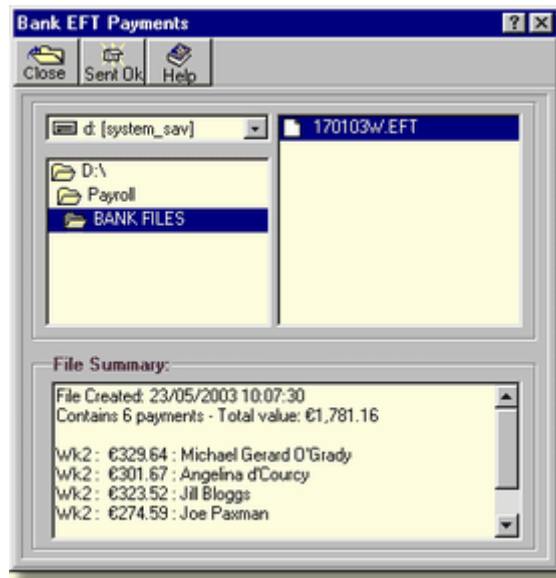 Bank EFT Payments
Close Sent Ok Help
d: [system_sav]
170103W.EFT
D:\
Payroll
BANK FILES
File Summary:
File Created: 23/05/2003 10:07:30
Contains 6 payments - Total value: €1,781.16
Wk2 : €329.64 : Michael Gerard O'Grady
Wk2 : €301.67 : Angelina d'Courcy
Wk2 : €323.52 : Jill Bloggs
Wk2 : €274.59 : Joe Paxman